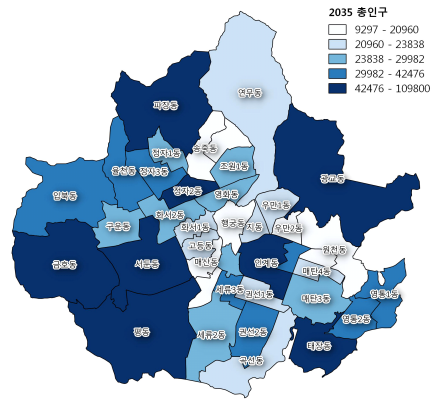 2035 총인구
9297 - 20960
20960 - 23838
23838 - 29982
29982 - 42476
42476 - 109800
연무동
파장동
송죽동
정자1동
조원1동
율천동
정자3동
광교동
정자2동
영화동
입북동
우만1동
화서2동
행궁동
구운동
화서1동
지동
우만2동
고등동
원천동
금호동
서둔동
매산동
인계동
매탄4동
세류3동
권선1동
매탄3동
영통1동
평동
세류2동
권선2동
영통2동
태장동
곡선동